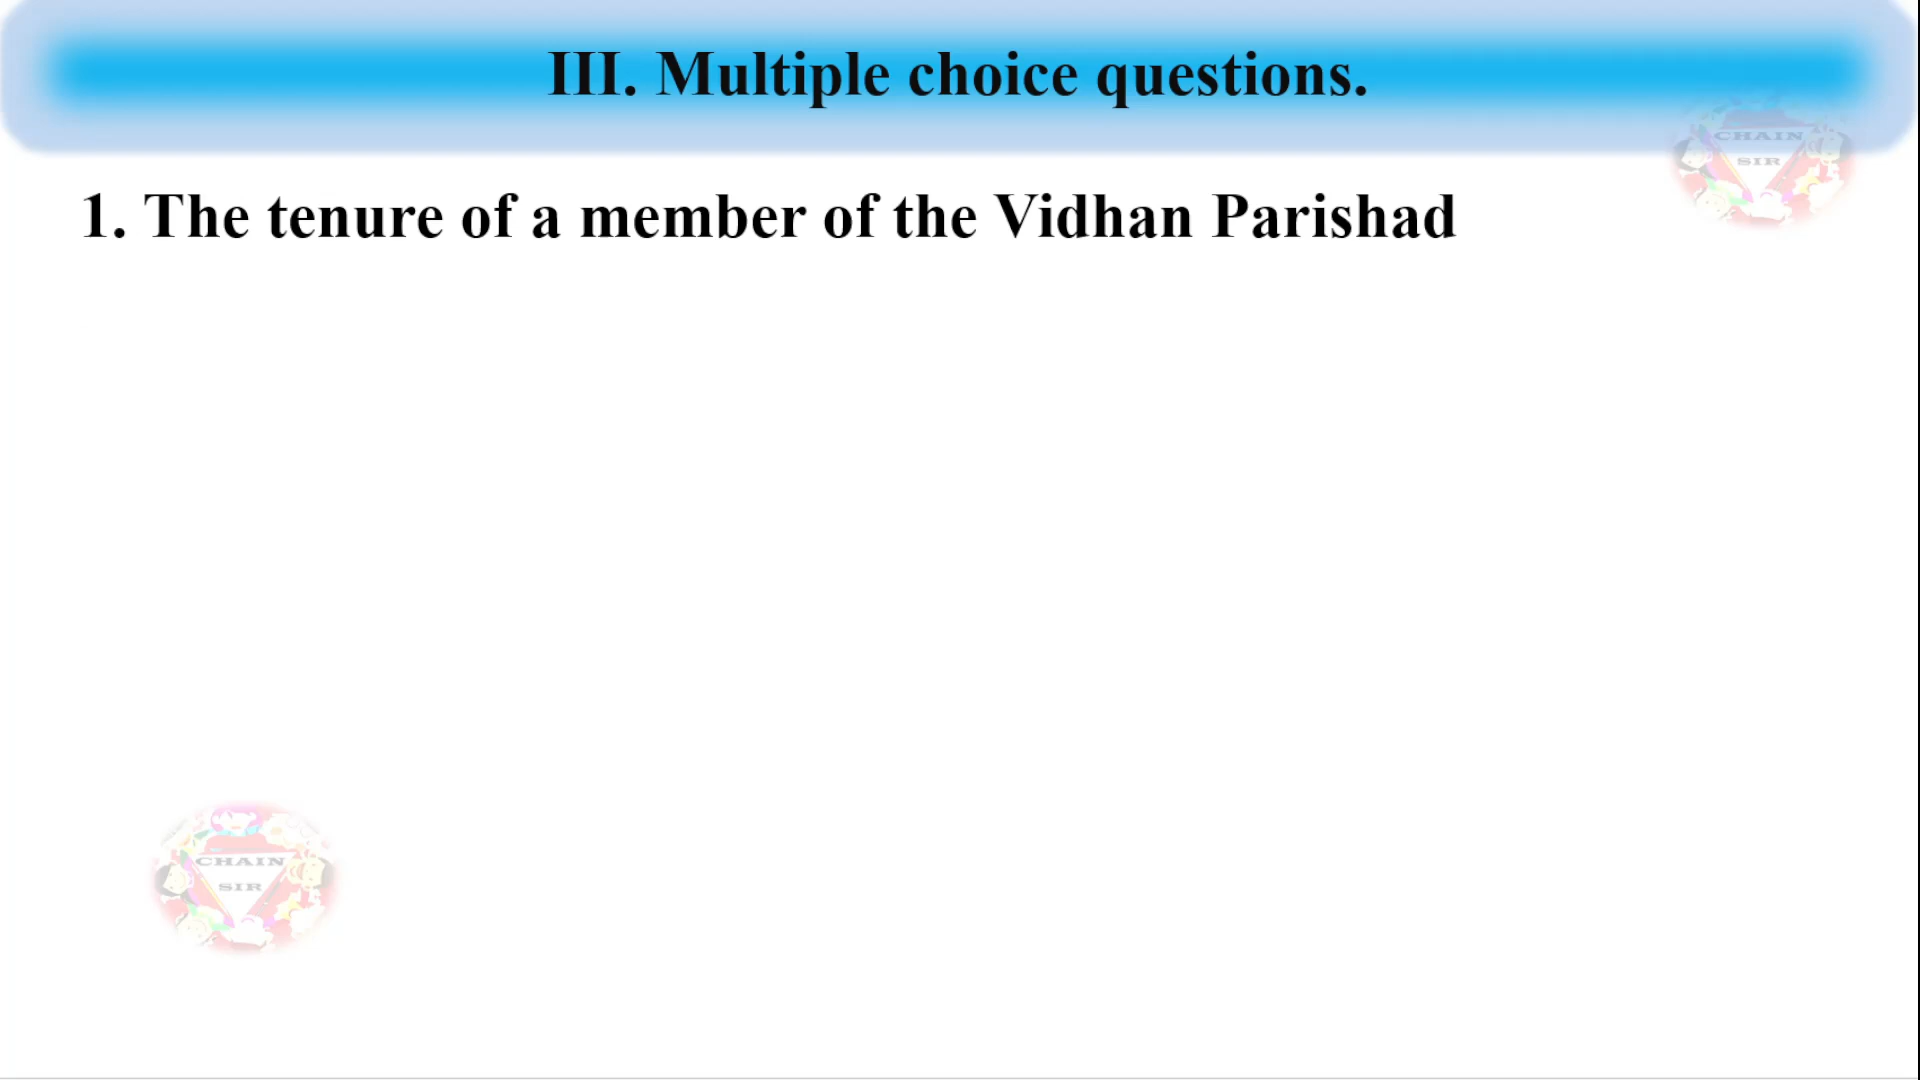 III. Multiple choice questions.
CHAIN
SIR
1. The tenure of a member of the Vidhan Parishad
CHAIN
SIR